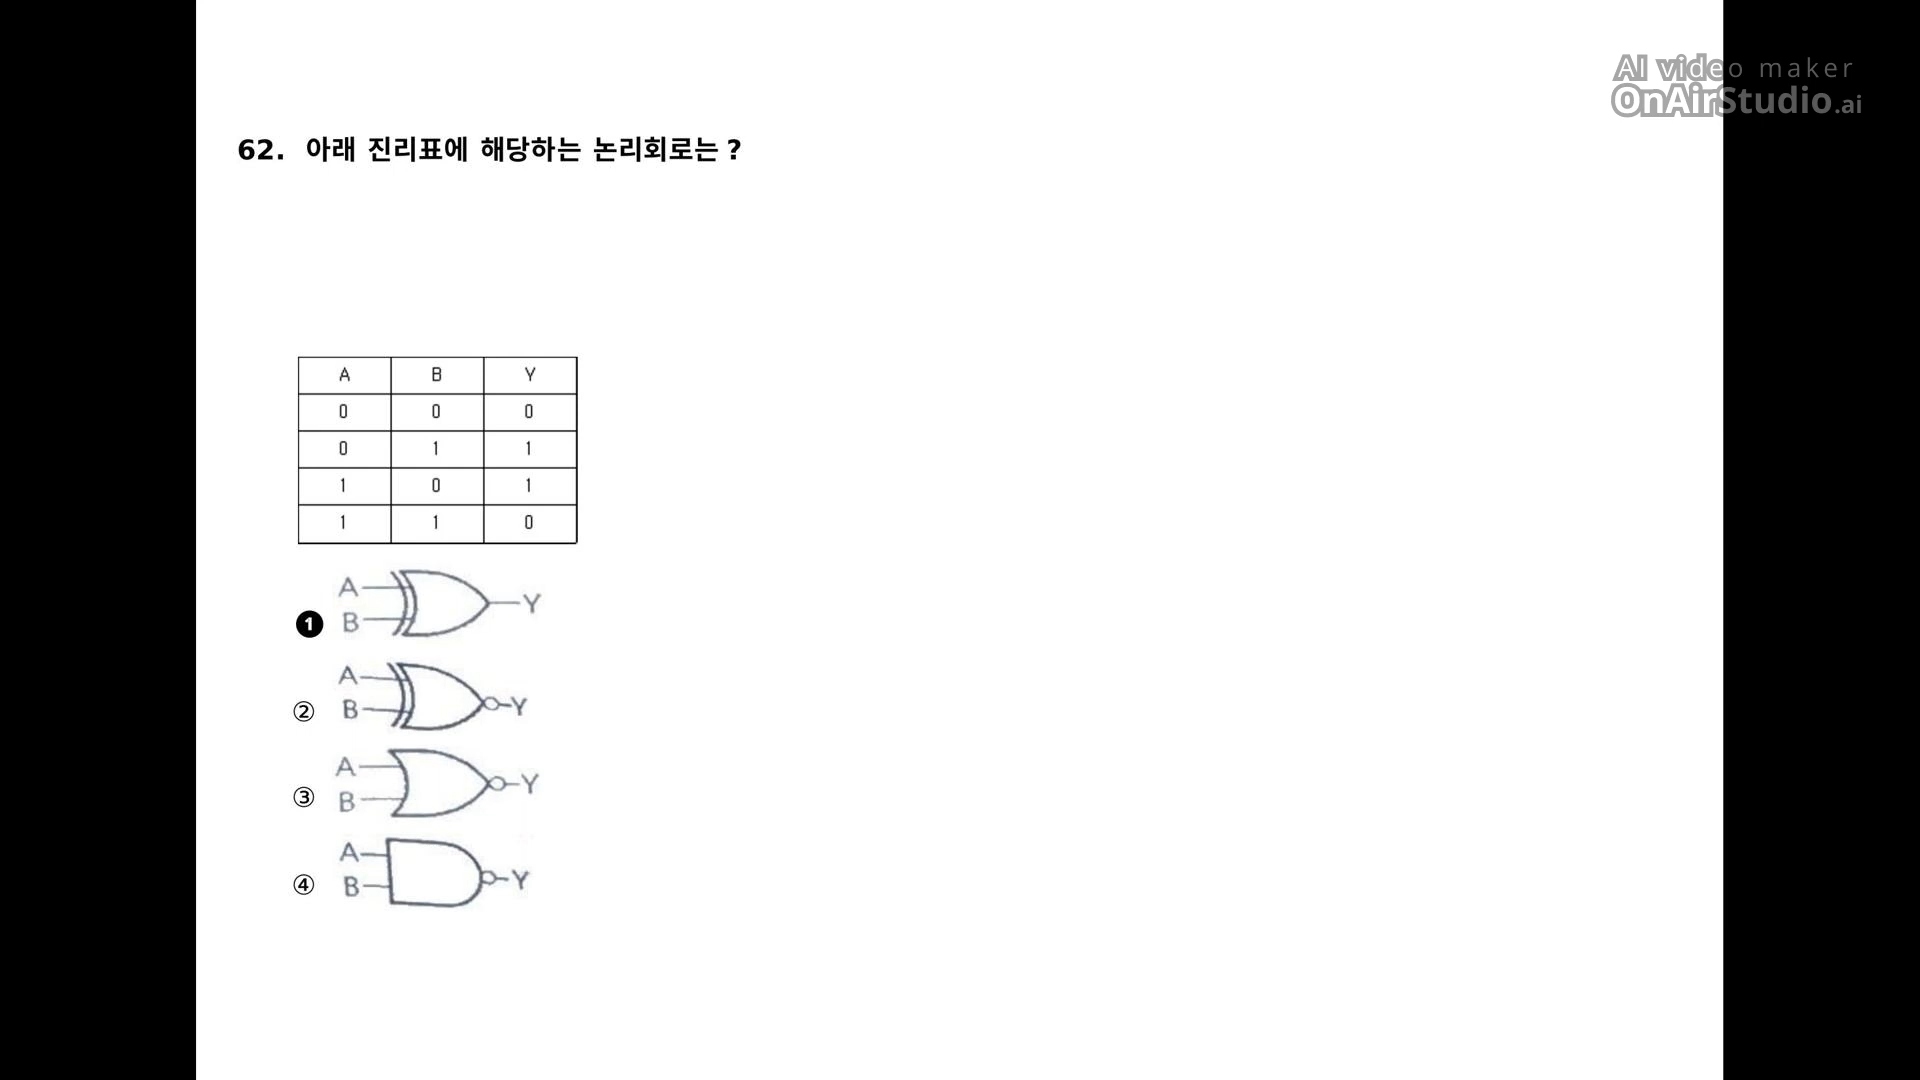 AI video maker
OnAirStudio.ai
62. 아래 진리표에 해당하는 논리회로는 ?
A B Y
0 0 0
0 1 1
1 0 1
1 1 0
A
❶ B Y
A
② B Y
A
③ B Y
A
④ B Y